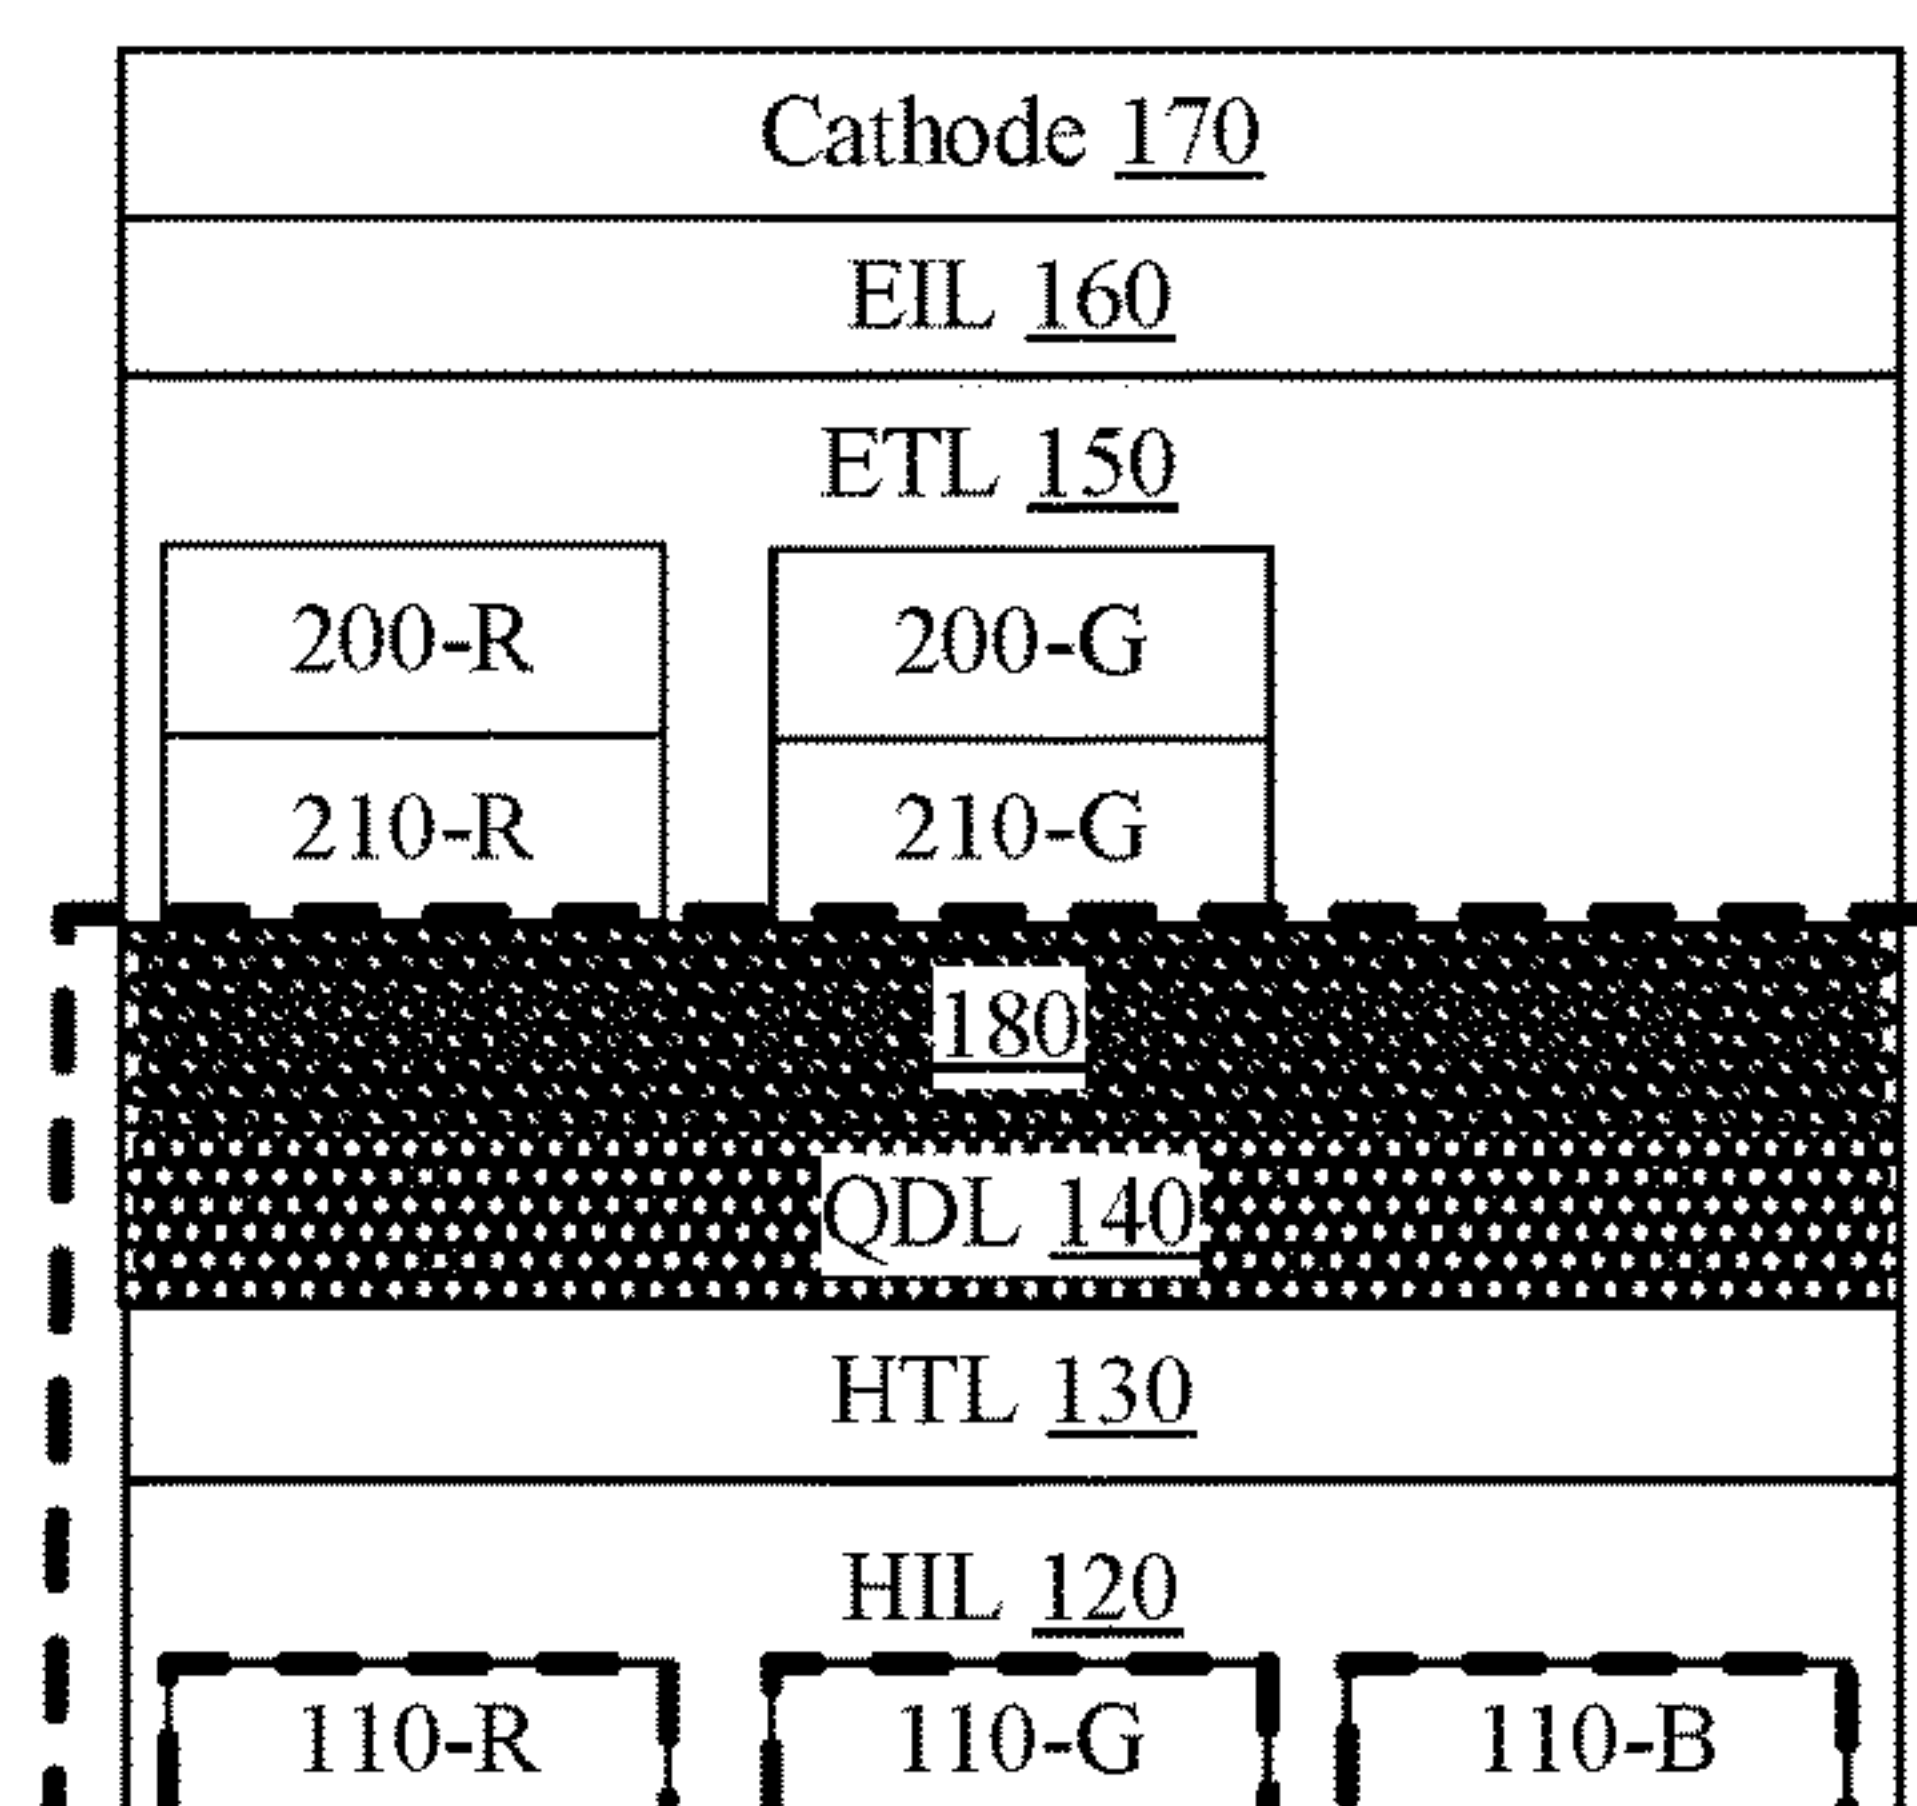 Cathode 170
EIL 160
ETL 150
200-R 200-G
210-R 210-G
180
QDL 140
HTL 130
HIL 120
110-R 110-G 110-B